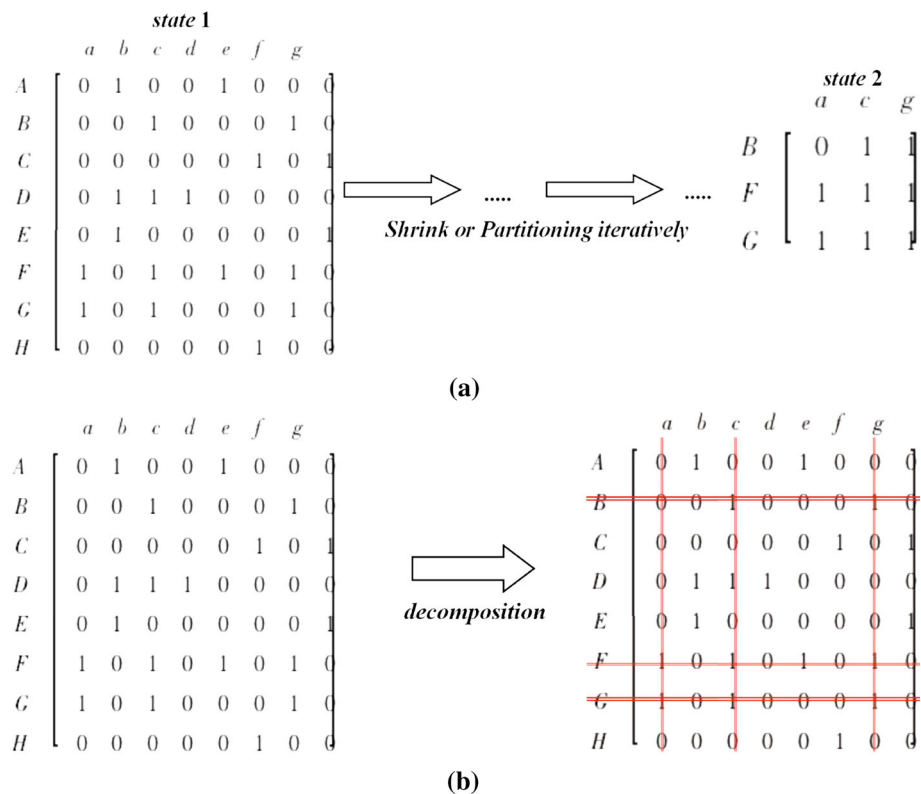 state 1
a b c d e f g
A 0 1 0 0 1 0 0 0
B 0 0 1 0 0 0 1 0
C 0 0 0 0 0 1 0 1
D 0 1 1 1 0 0 0 0
E 0 1 0 0 0 0 0 1
F 1 0 1 0 1 0 1 0
G 1 0 1 0 0 0 1 0
H 0 0 0 0 0 1 0 0
..... .....
Shrink or Partitioning iteratively
state 2
a c g
B 0 1 1
F 1 1 1
G 1 1 1
(a)
a b c d e f g
A 0 1 0 0 1 0 0 0
B 0 0 1 0 0 0 1 0
C 0 0 0 0 0 1 0 1
D 0 1 1 1 0 0 0 0
E 0 1 0 0 0 0 0 1
F 1 0 1 0 1 0 1 0
G 1 0 1 0 0 0 1 0
H 0 0 0 0 0 1 0 0
decomposition
a b c d e f g
A 0 1 0 0 1 0 0 0
B 0 0 1 0 0 0 1 0
C 0 0 0 0 0 1 0 1
D 0 1 1 1 0 0 0 0
E 0 1 0 0 0 0 0 1
F 1 0 1 0 1 0 1 0
G 1 0 1 0 0 0 1 0
H 0 0 0 0 0 1 0 0
(b)